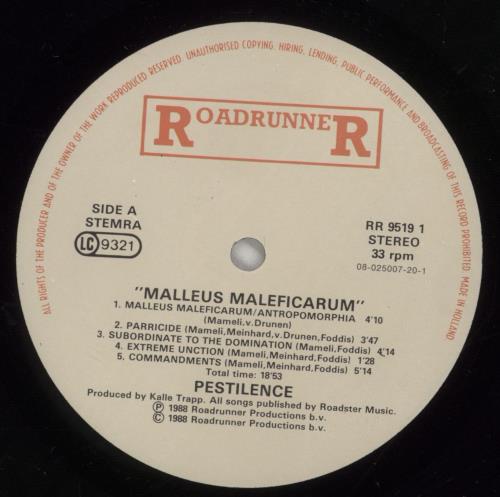 ALL RIGHTS OF THE PRODUCER AND OF THE OWNER OF THE WORK REPRODUCED RESERVED. UNAUTHORISED COPYING, HIRING, LENDING, PUBLIC PERFORMANCE AND BROADCASTING OF THIS RECORD PROHIBITED. MADE IN HOLLAND
ROADRUNNER
SIDE A
STEMRA
LC 9321
RR 9519 1
STEREO
33 rpm
08-025007-20-1
"MALLEUS MALEFICARUM"
1. MALLEUS MALEFICARUM/ANTROPOMORPHIA 4'10
(Mameli,v.Drunen)
2. PARRICIDE (Mameli,Meinhard,v.Drunen,Foddis) 3'47
3. SUBORDINATE TO THE DOMINATION (Mameli,Foddis) 4'14
4. EXTREME UNCTION (Mameli,Meinhard,Foddis) 1'28
5. COMMANDMENTS (Mameli,Meinhard,Foddis) 5'14
Total time: 18'53
PESTILENCE
Produced by Kalle Trapp. All songs published by Roadster Music.
℗ 1988 Roadrunner Productions b.v.
© 1988 Roadrunner Productions b.v.